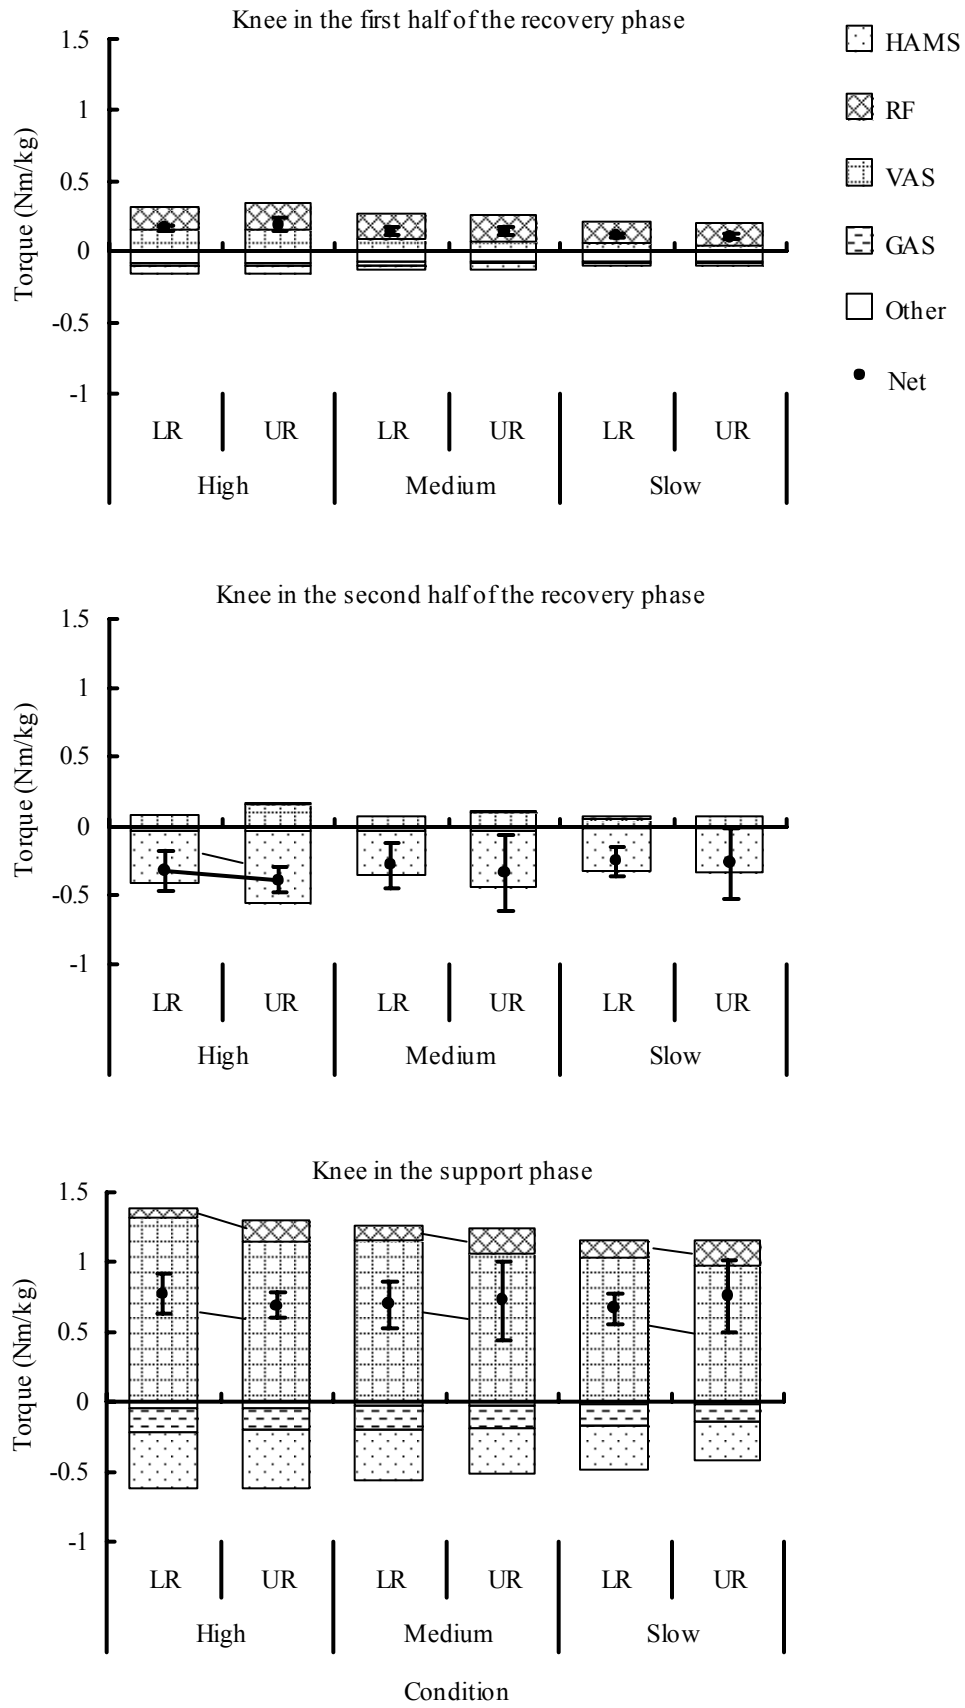 Knee in the first half of the recovery phase
1.5
1
0.5
0
-0.5
-1
Torque (Nm/kg)
LR UR LR UR LR UR
High Medium Slow
HAMS
RF
VAS
GAS
Other
Net
Knee in the second half of the recovery phase
1.5
1
0.5
0
-0.5
-1
Torque (Nm/kg)
LR UR LR UR LR UR
High Medium Slow
Knee in the support phase
1.5
1
0.5
0
-0.5
-1
Torque (Nm/kg)
LR UR LR UR LR UR
High Medium Slow
Condition